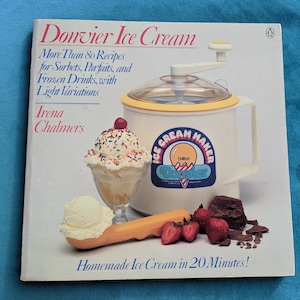 Donvier Ice Cream
More Than 80 Recipes
for Sorbets, Parfaits, and
Frozen Drinks, with
Light Variations
Irena
Chalmers
ICE CREAM MAKER
Homemade Ice Cream in 20 Minutes!